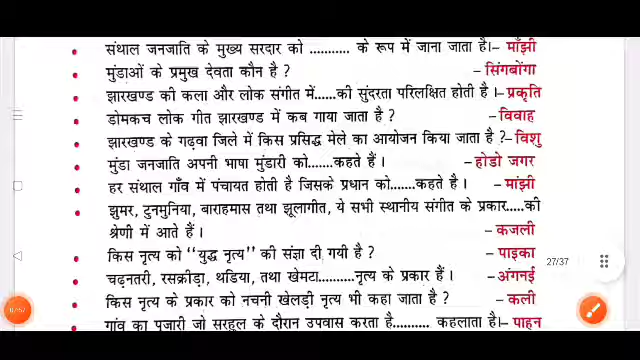 संथाल जनजाति के मुख्य सरदार को .......... के रूप में जाना जाता है।– माँझी
मुंडाओं के प्रमुख देवता कौन है ? – सिंगबोंगा
झारखण्ड की कला और लोक संगीत में.....की सुंदरता परिलक्षित होती है ।– प्रकृति
डोमकच लोक गीत झारखण्ड में कब गाया जाता है? – विवाह
झारखण्ड के गढ़वा जिले में किस प्रसिद्ध मेले का आयोजन किया जाता है ?– विशु
मुंडा जनजाति अपनी भाषा मुंडारी को.......कहते हैं । – होडो जगर
हर संथाल गाँव में पंचायत होती है जिसके प्रधान को.......कहते है । – मांझी
झुमर, टुनमुनिया, बाराहमास तथा झूलागीत, ये सभी स्थानीय संगीत के प्रकार.....की
श्रेणी में आते हैं । – कजली
किस नृत्य को "युद्ध नृत्य" की संज्ञा दी गयी है ? – पाइका
27/37
चढ़नतरी, रसक्रीड़ा, थडिया, तथा खेमटा..........नृत्य के प्रकार हैं । – अंगनई
किस नृत्य के प्रकार को नचनी खेलड़ी नृत्य भी कहा जाता है ? – कली
गांव का पुजारी जो सरहुल के दौरान उपवास करता है.......... कहलाता है।– पाहन